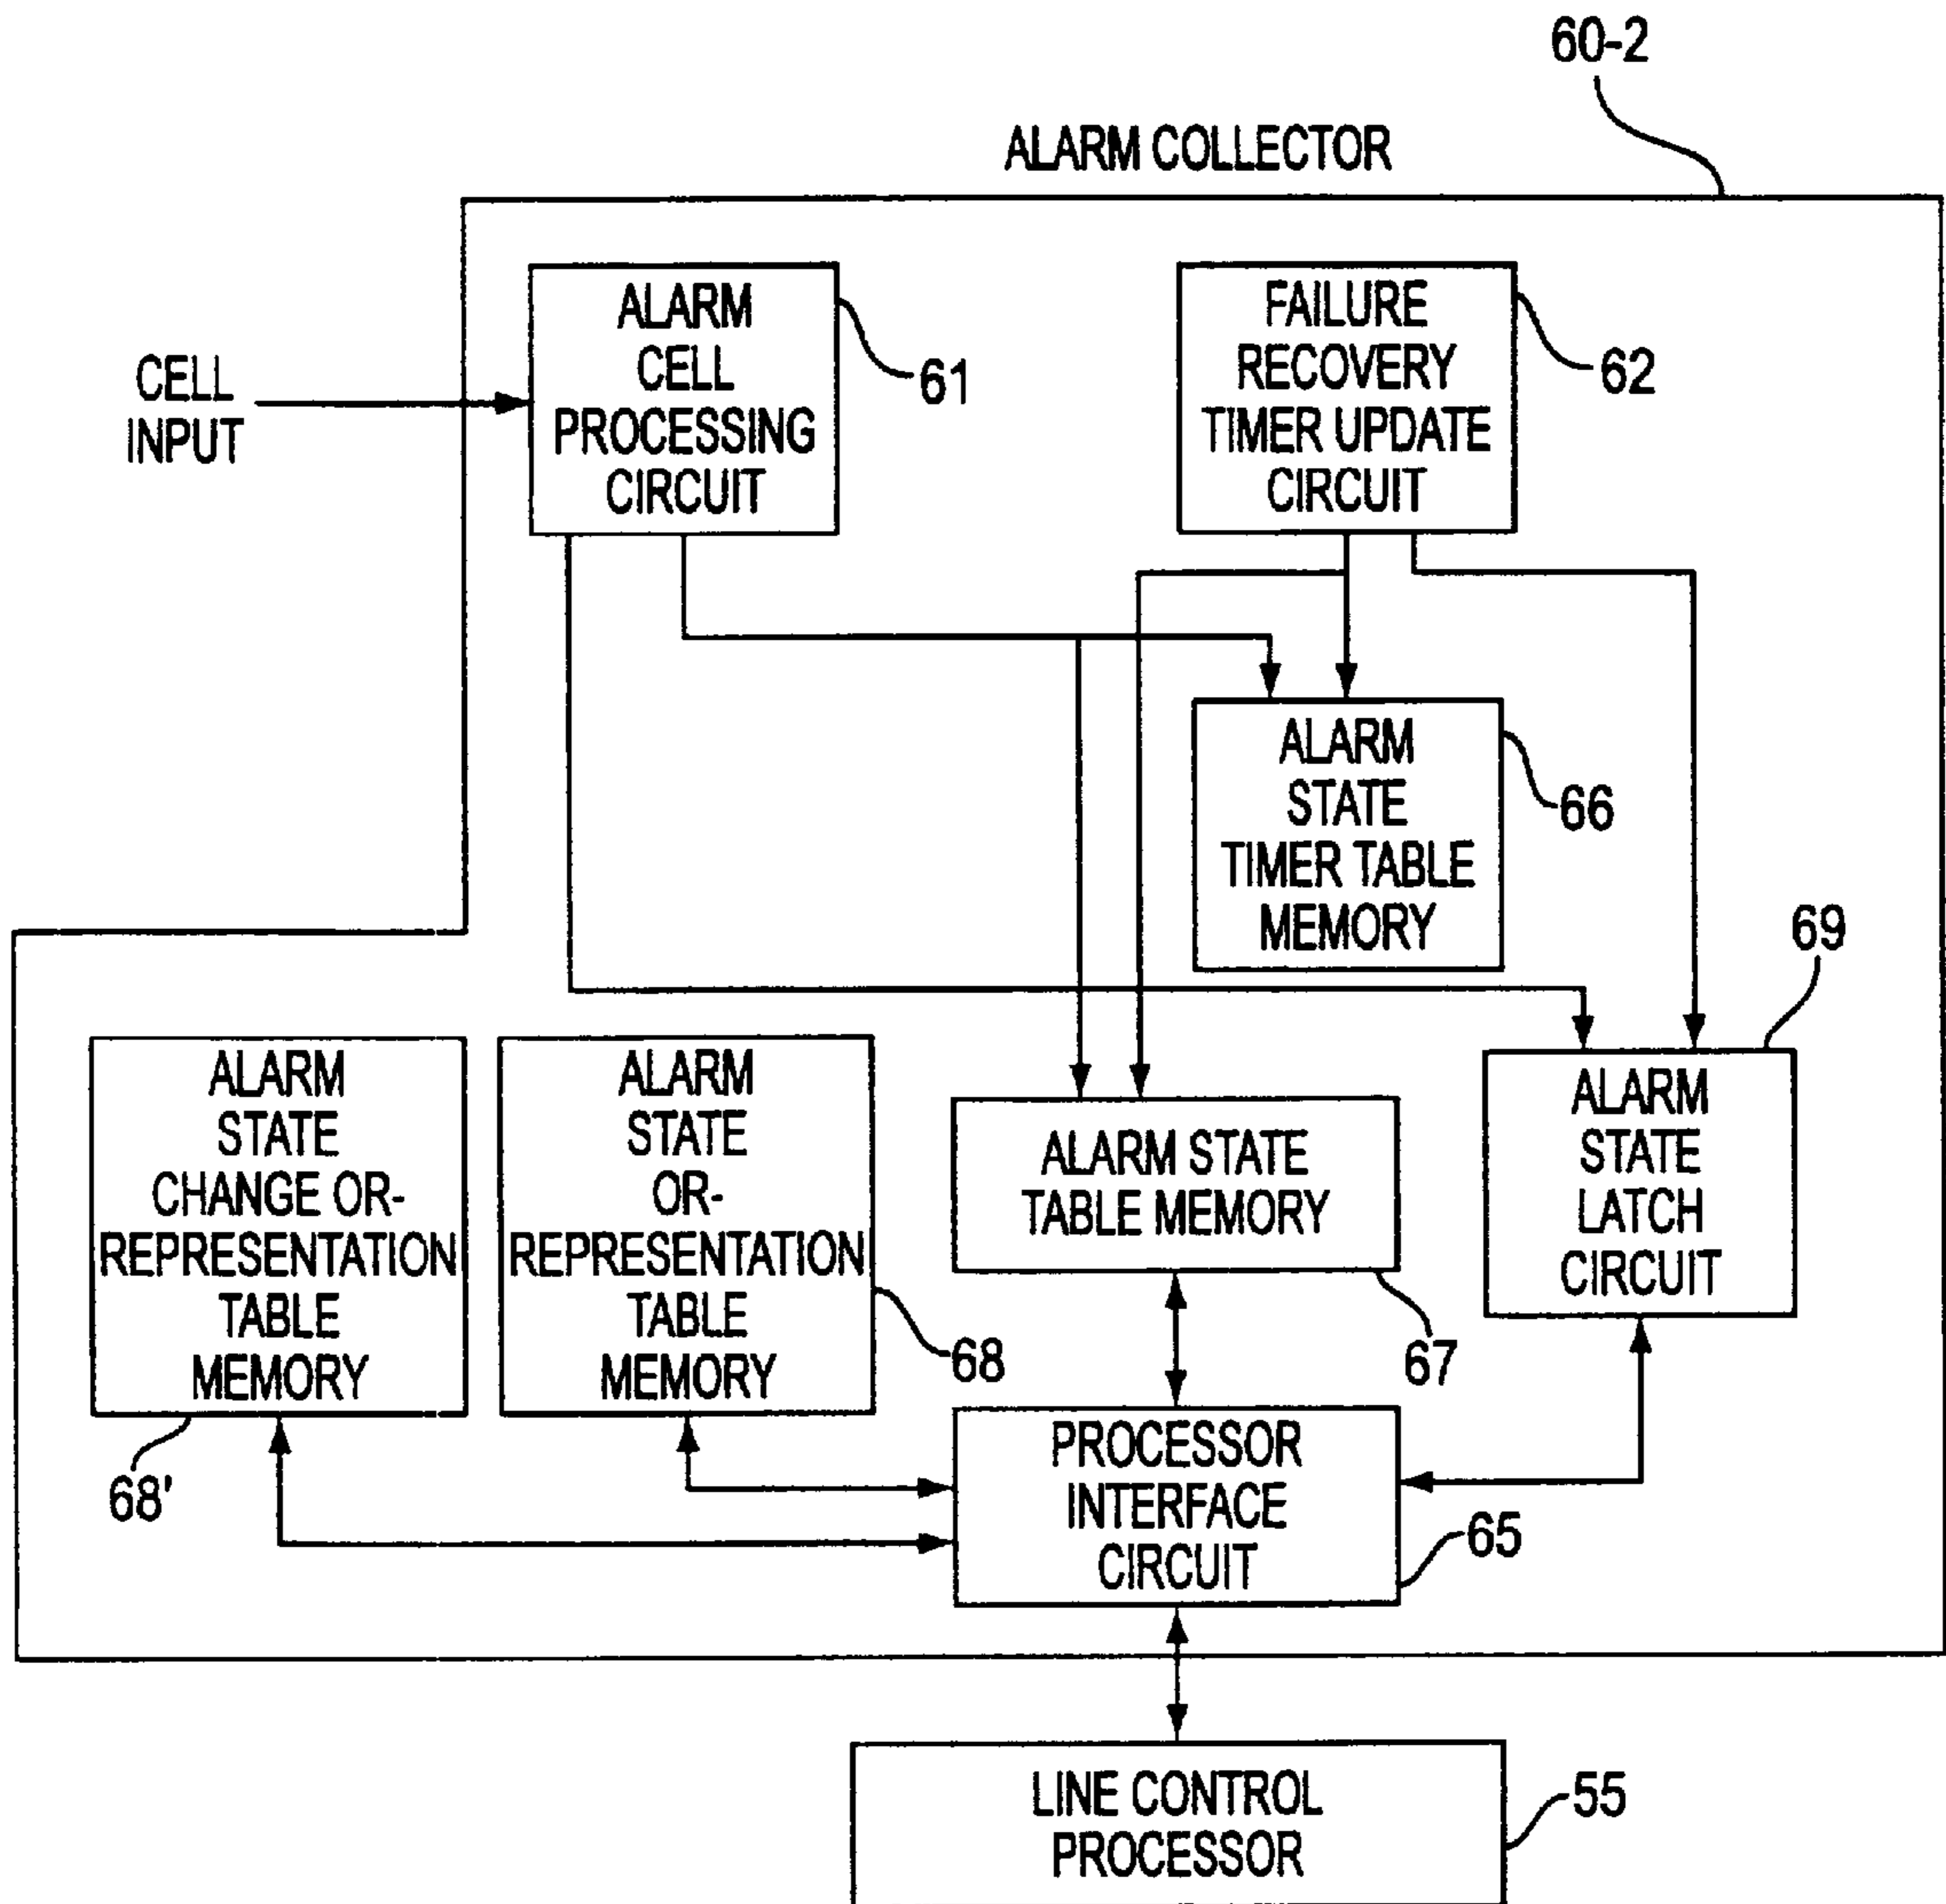 60-2
ALARM COLLECTOR
CELL
INPUT
ALARM
CELL
PROCESSING
CIRCUIT
61
FAILURE
RECOVERY
TIMER UPDATE
CIRCUIT
62
ALARM
STATE
TIMER TABLE
MEMORY
66
69
ALARM
STATE
CHANGE OR-
REPRESENTATION
TABLE
MEMORY
68'
ALARM
STATE
OR-
REPRESENTATION
TABLE
MEMORY
68
ALARM STATE
TABLE MEMORY
67
ALARM
STATE
LATCH
CIRCUIT
PROCESSOR
INTERFACE
CIRCUIT
65
LINE CONTROL
PROCESSOR
55